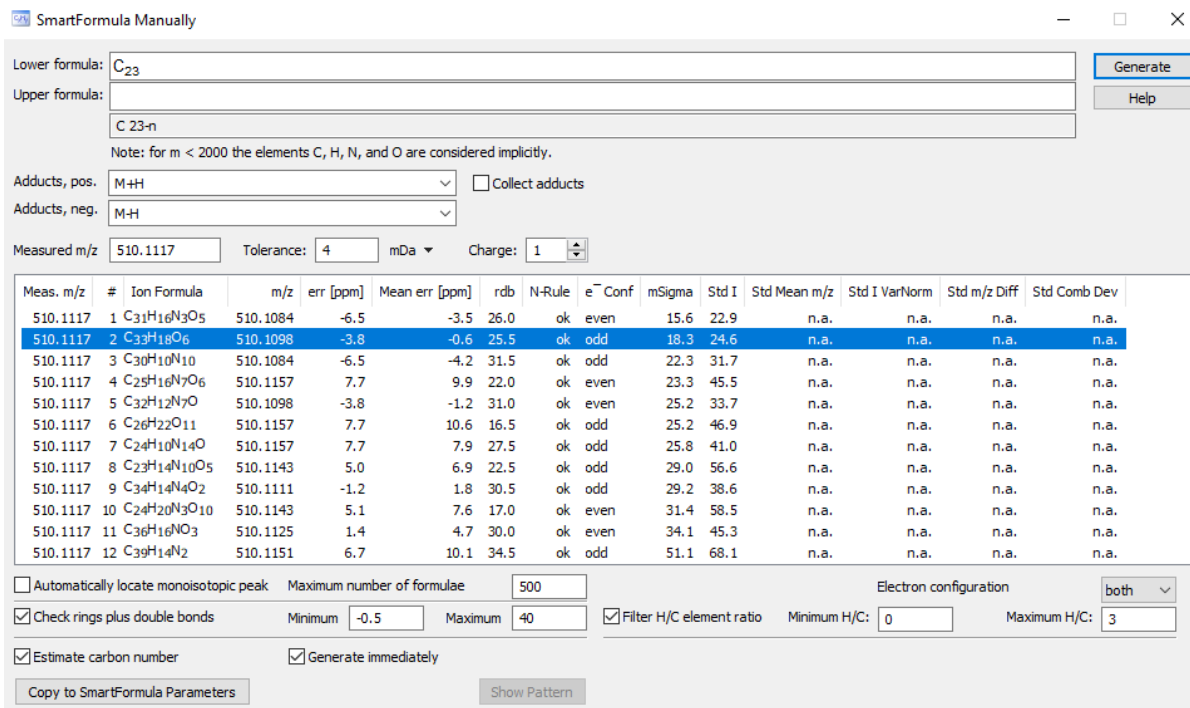 SmartFormula Manually
Lower formula: C23
Generate
Upper formula:
Help
C 23-n
Note: for m < 2000 the elements C, H, N, and O are considered implicitly.
Adducts, pos. M+H Collect adducts
Adducts, neg. M-H
Measured m/z 510.1117 Tolerance: 4 mDa Charge: 1
Meas. m/z # Ion Formula m/z err [ppm] Mean err [ppm] rdb N-Rule e⁻ Conf mSigma Std I Std Mean m/z Std I VarNorm Std m/z Diff Std Comb Dev
510.1117 1 C31H16N3O5 510.1084 -6.5 -3.5 26.0 ok even 15.6 22.9 n.a. n.a. n.a. n.a.
510.1117 2 C33H18O6 510.1098 -3.8 -0.6 25.5 ok odd 18.3 24.6 n.a. n.a. n.a. n.a.
510.1117 3 C30H10N10 510.1084 -6.5 -4.2 31.5 ok odd 22.3 31.7 n.a. n.a. n.a. n.a.
510.1117 4 C25H16N7O6 510.1157 7.7 9.9 22.0 ok even 23.3 45.5 n.a. n.a. n.a. n.a.
510.1117 5 C32H12N7O 510.1098 -3.8 -1.2 31.0 ok even 25.2 33.7 n.a. n.a. n.a. n.a.
510.1117 6 C26H22O11 510.1157 7.7 10.6 16.5 ok odd 25.2 46.9 n.a. n.a. n.a. n.a.
510.1117 7 C24H10N14O 510.1157 7.7 7.9 27.5 ok odd 25.8 41.0 n.a. n.a. n.a. n.a.
510.1117 8 C23H14N10O5 510.1143 5.0 6.9 22.5 ok odd 29.0 56.6 n.a. n.a. n.a. n.a.
510.1117 9 C34H14N4O2 510.1111 -1.2 1.8 30.5 ok odd 29.2 38.6 n.a. n.a. n.a. n.a.
510.1117 10 C24H20N3O10 510.1143 5.1 7.6 17.0 ok even 31.4 58.5 n.a. n.a. n.a. n.a.
510.1117 11 C36H16NO3 510.1125 1.4 4.7 30.0 ok even 34.1 45.3 n.a. n.a. n.a. n.a.
510.1117 12 C39H14N2 510.1151 6.7 10.1 34.5 ok odd 51.1 68.1 n.a. n.a. n.a. n.a.
Automatically locate monoisotopic peak Maximum number of formulae 500 Electron configuration both
Check rings plus double bonds Minimum -0.5 Maximum 40 Filter H/C element ratio Minimum H/C: 0 Maximum H/C: 3
Estimate carbon number Generate immediately
Copy to SmartFormula Parameters Show Pattern